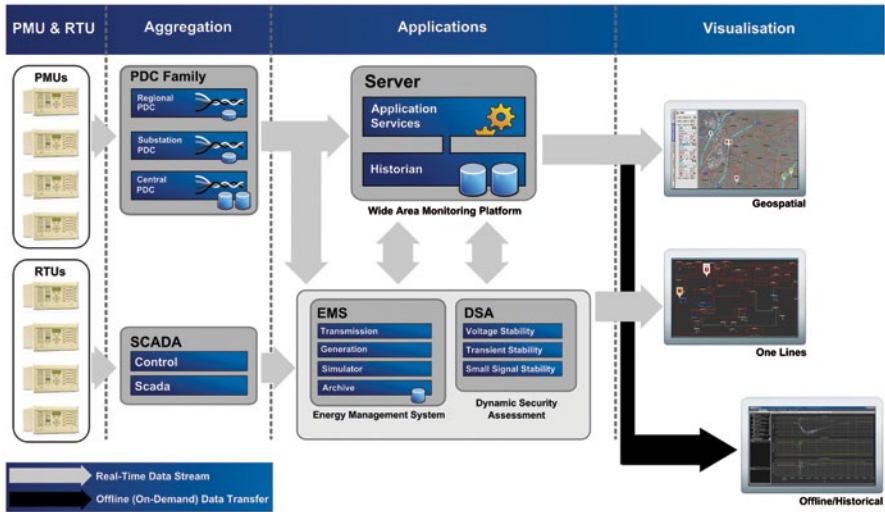 PMU & RTU
Aggregation
Applications
Visualisation
PMUs
RTUs
PDC Family
Regional
PDC
Substation
PDC
Central
PDC
SCADA
Control
Scada
Server
Application
Services
Historian
Wide Area Monitoring Platform
EMS
Transmission
Generation
Simulator
Archive
Energy Management System
DSA
Voltage Stability
Transient Stability
Small Signal Stability
Dynamic Security
Assessment
Geospatial
One Lines
Offline/Historical
Real-Time Data Stream
Offline (On-Demand) Data Transfer